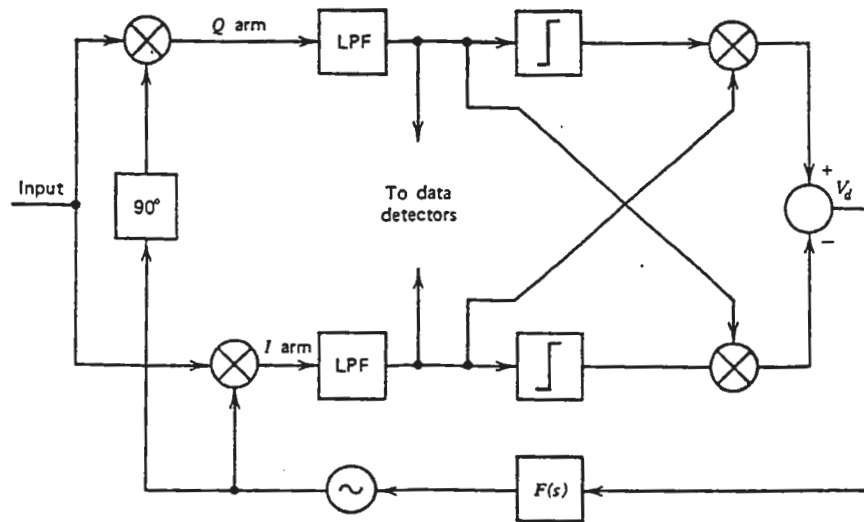 Q arm
LPF
Input
90°
To data
detectors
+
V_d
−
I arm
LPF
F(s)